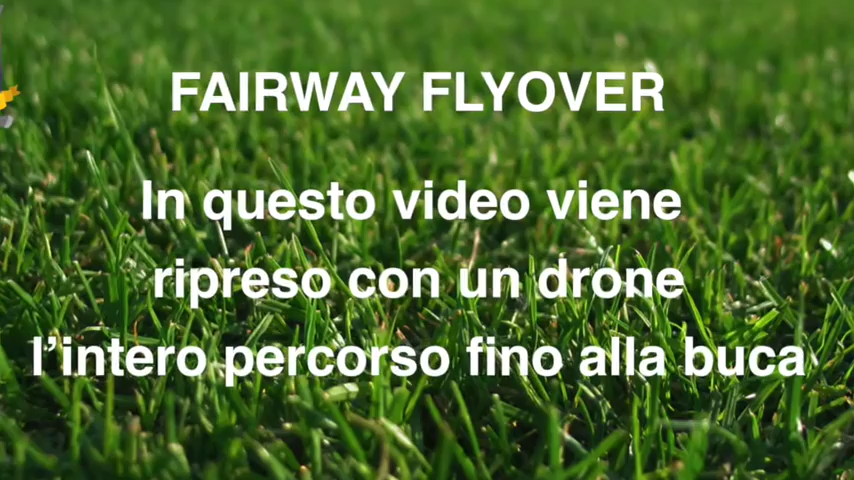 FAIRWAY FLYOVER
In questo video viene
ripreso con un drone
l’intero percorso fino alla buca